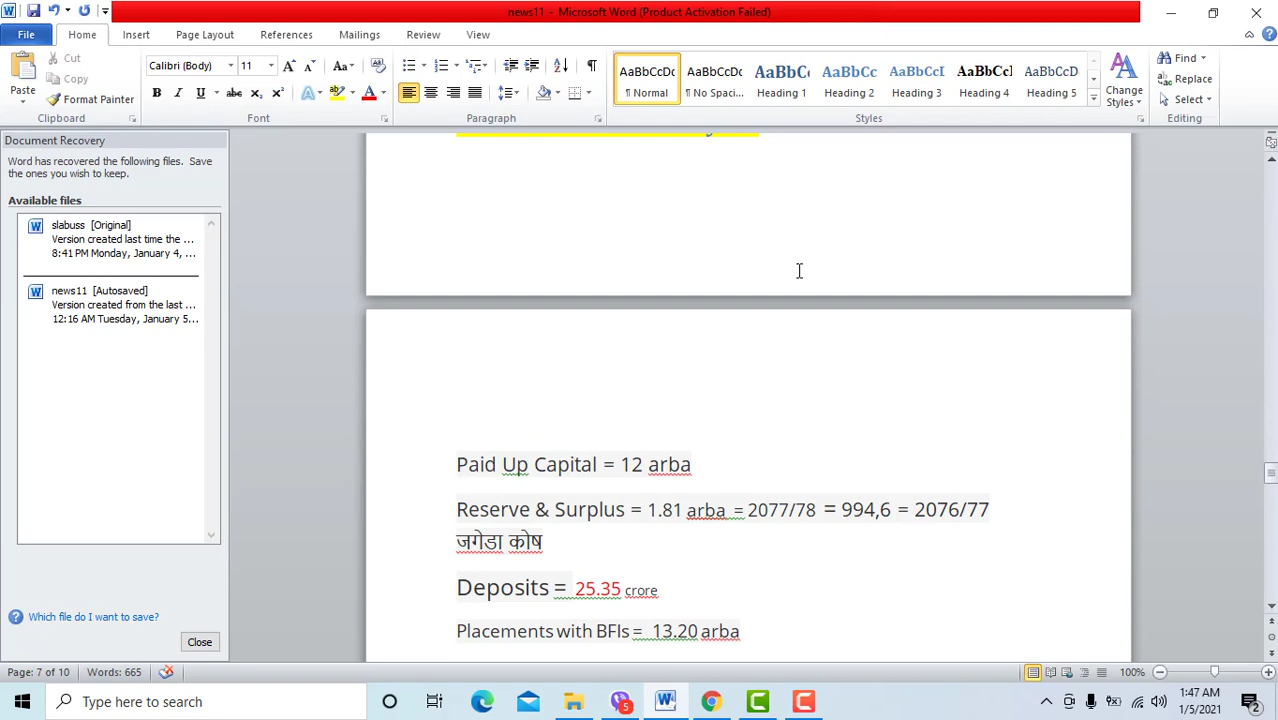 news11 - Microsoft Word (Product Activation Failed)
File Home Insert Page Layout References Mailings Review View
Paste Cut Copy Format Painter
Calibri (Body) 11
AaBbCcDc AaBbCcDc AaBbCc AaBbCc AaBbCcI AaBbCcI AaBbCcD
¶ Normal ¶ No Spaci... Heading 1 Heading 2 Heading 3 Heading 4 Heading 5
Change Styles
Find Replace Select
Clipboard Font Paragraph Styles Editing
Document Recovery
Word has recovered the following files. Save
the ones you wish to keep.
Available files
slabuss [Original]
Version created last time the ...
8:41 PM Monday, January 4, ...
news11 [Autosaved]
Version created from the last ...
12:16 AM Tuesday, January 5...
Which file do I want to save?
Close
Paid Up Capital = 12 arba
Reserve & Surplus = 1.81 arba = 2077/78 = 994,6 = 2076/77
जगेडा कोष
Deposits = 25.35 crore
Placements with BFIs = 13.20 arba
Page: 7 of 10 Words: 665 100%
Type here to search
5
1:47 AM
1/5/2021
2